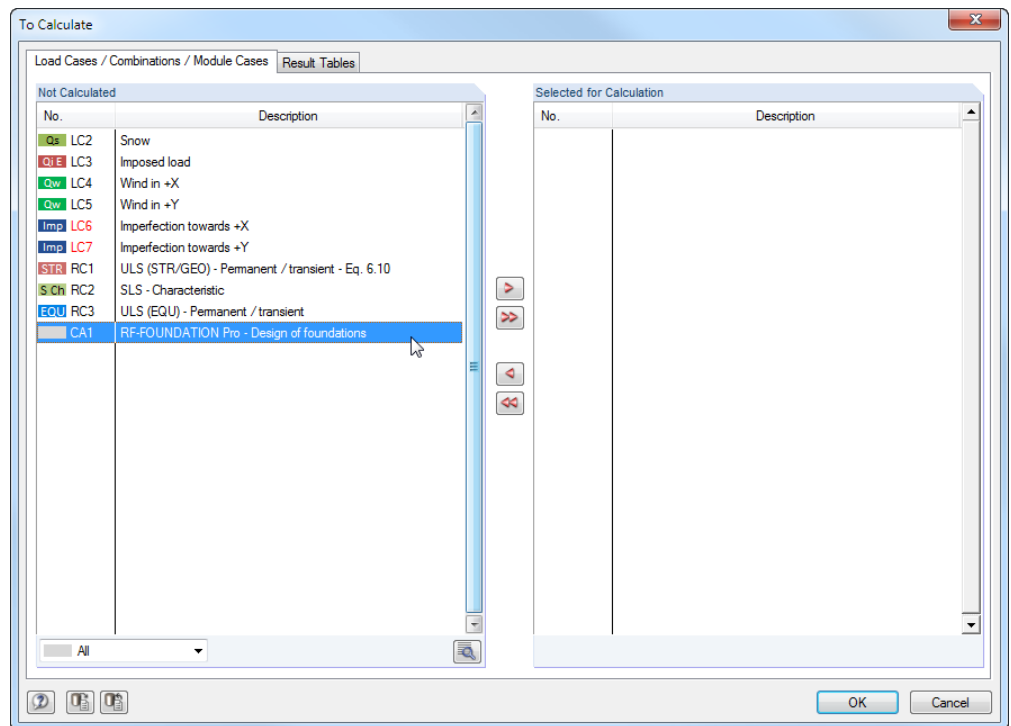 To Calculate
Load Cases / Combinations / Module Cases Result Tables
Not Calculated Selected for Calculation
No. Description No. Description
Qs LC2 Snow
Qi E LC3 Imposed load
Qw LC4 Wind in +X
Qw LC5 Wind in +Y
Imp LC6 Imperfection towards +X
Imp LC7 Imperfection towards +Y
STR RC1 ULS (STR/GEO) - Permanent / transient - Eq. 6.10
S Ch RC2 SLS - Characteristic
EQU RC3 ULS (EQU) - Permanent / transient
CA1 RF-FOUNDATION Pro - Design of foundations
All
OK Cancel